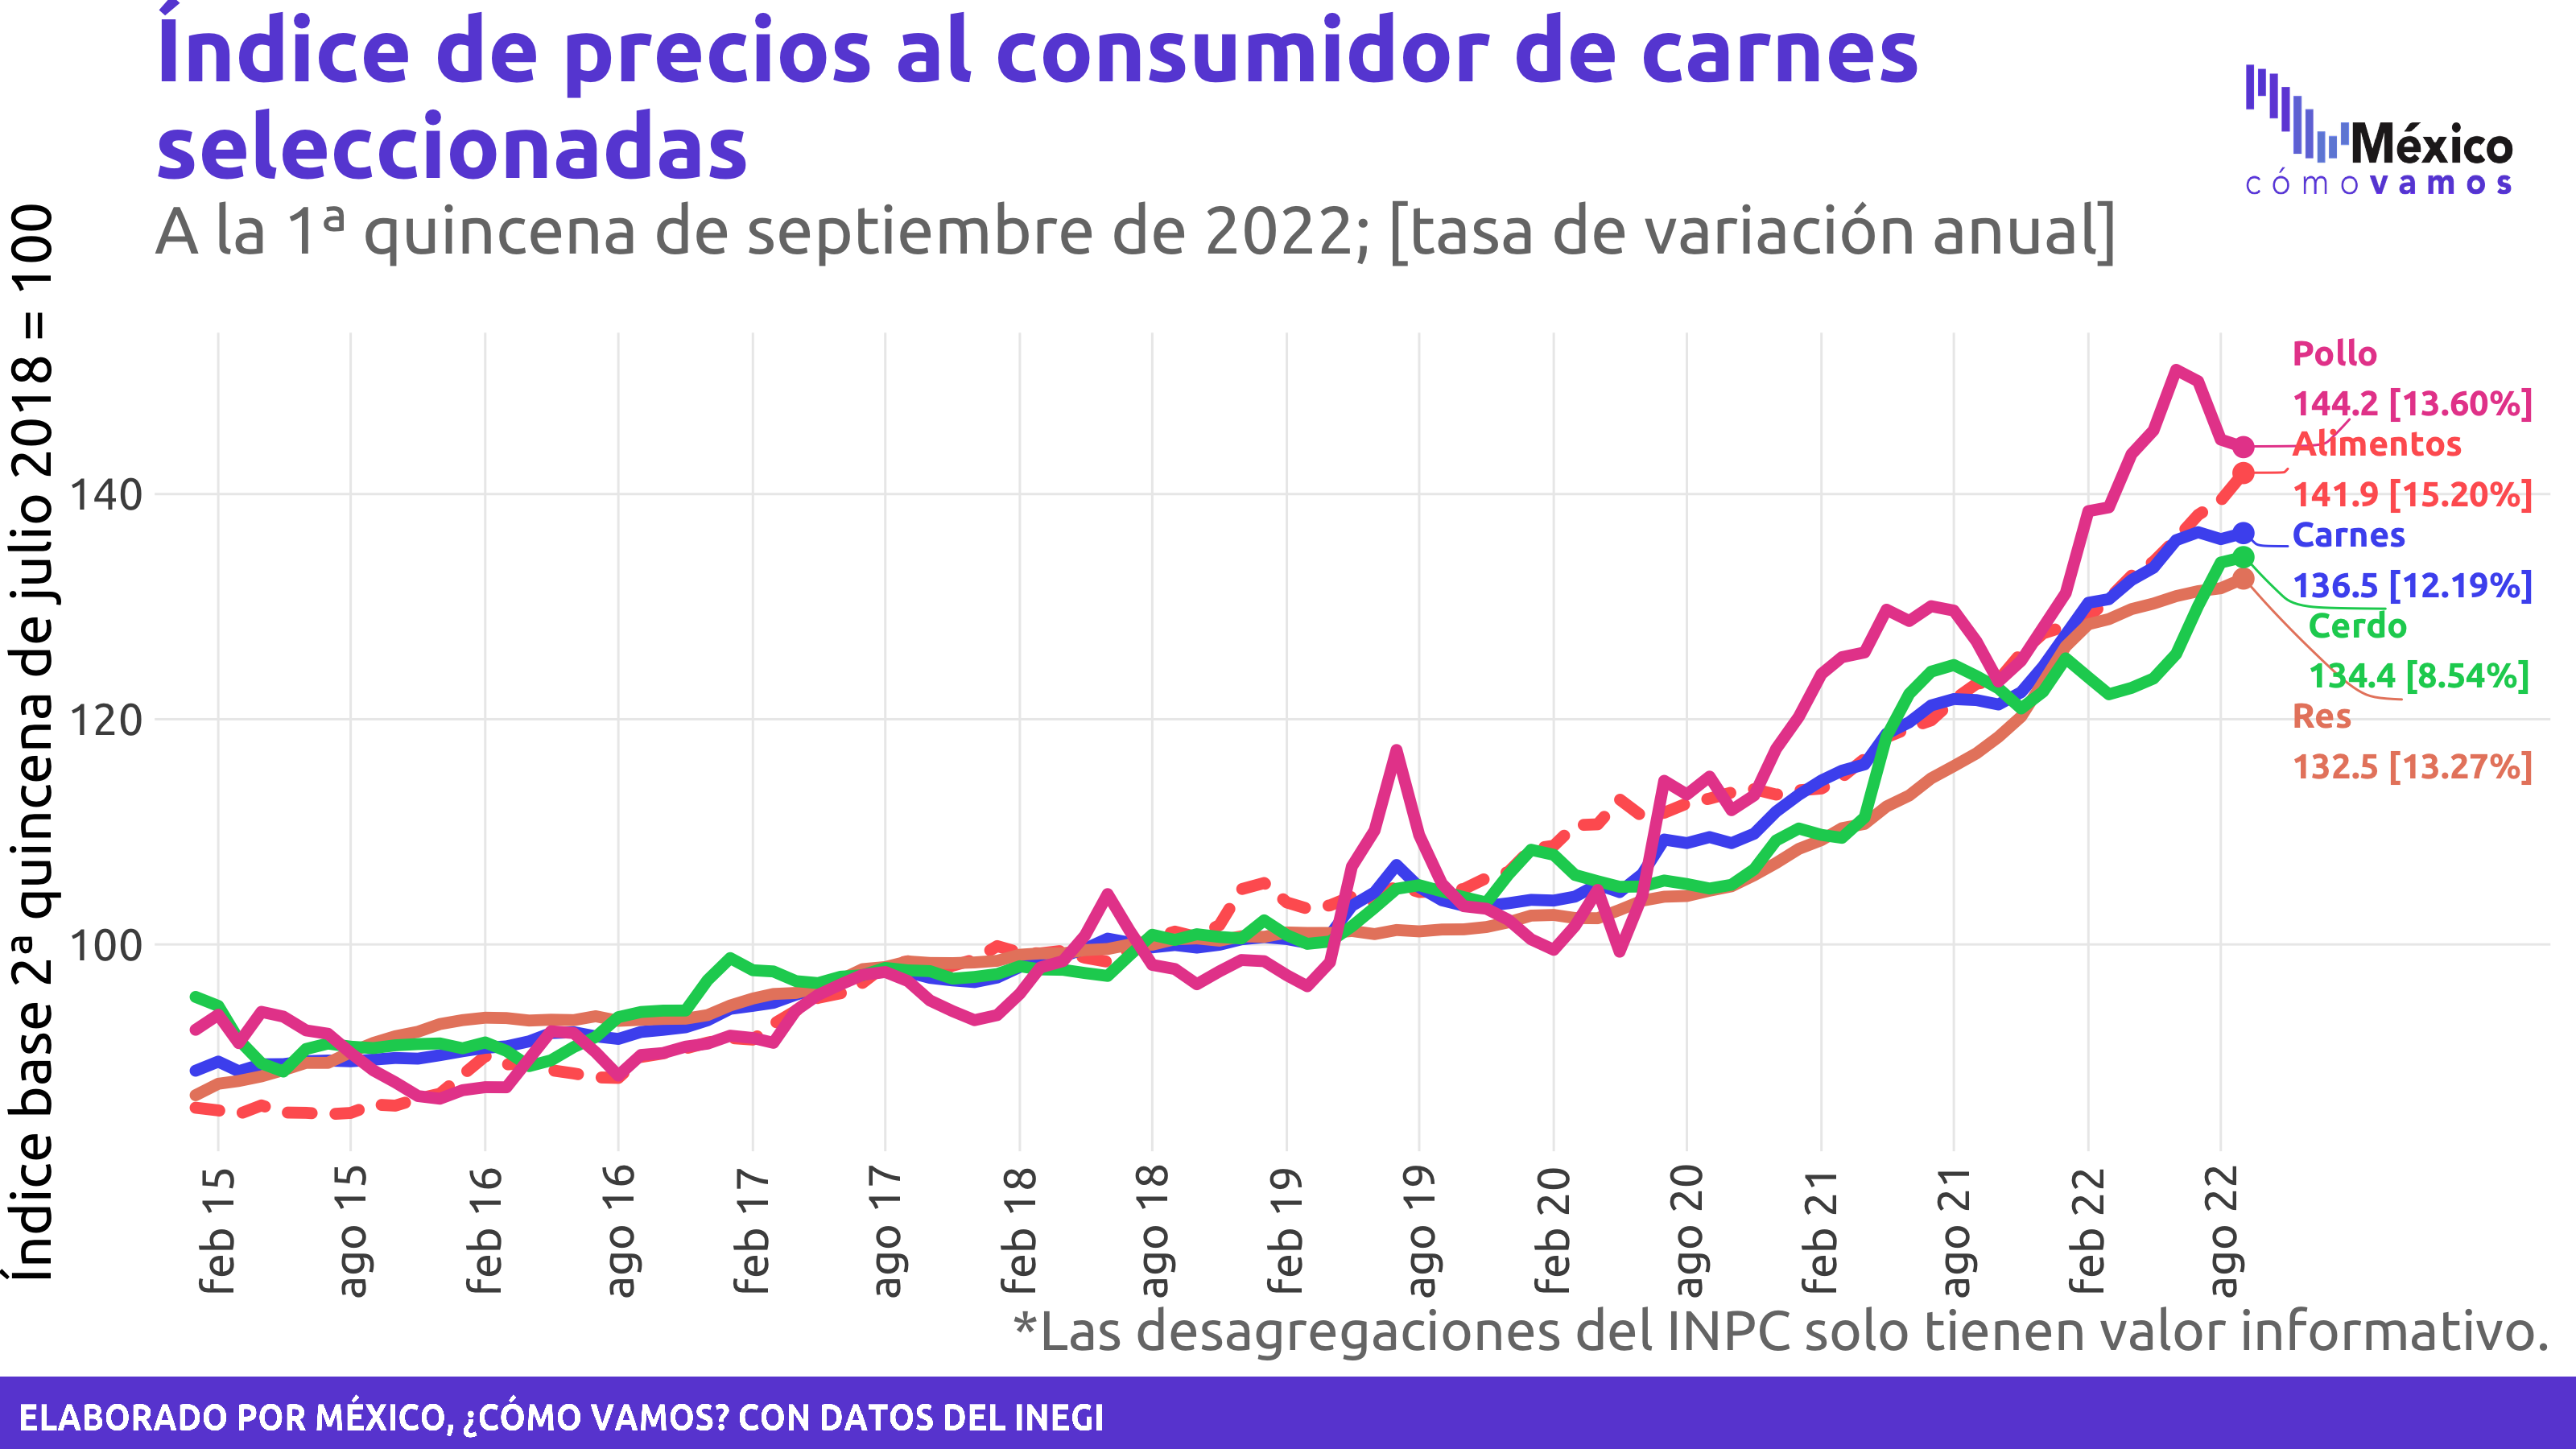 Índice de precios al consumidor de carnes
seleccionadas
A la 1ª quincena de septiembre de 2022; [tasa de variación anual]
México
cómo vamos
Índice base 2ª quincena de julio 2018 = 100
140
120
100
Pollo
144.2 [13.60%]
Alimentos
141.9 [15.20%]
Carnes
136.5 [12.19%]
Cerdo
134.4 [8.54%]
Res
132.5 [13.27%]
feb 15
ago 15
feb 16
ago 16
feb 17
ago 17
feb 18
ago 18
feb 19
ago 19
feb 20
ago 20
feb 21
ago 21
feb 22
ago 22
*Las desagregaciones del INPC solo tienen valor informativo.
ELABORADO POR MÉXICO, ¿CÓMO VAMOS? CON DATOS DEL INEGI